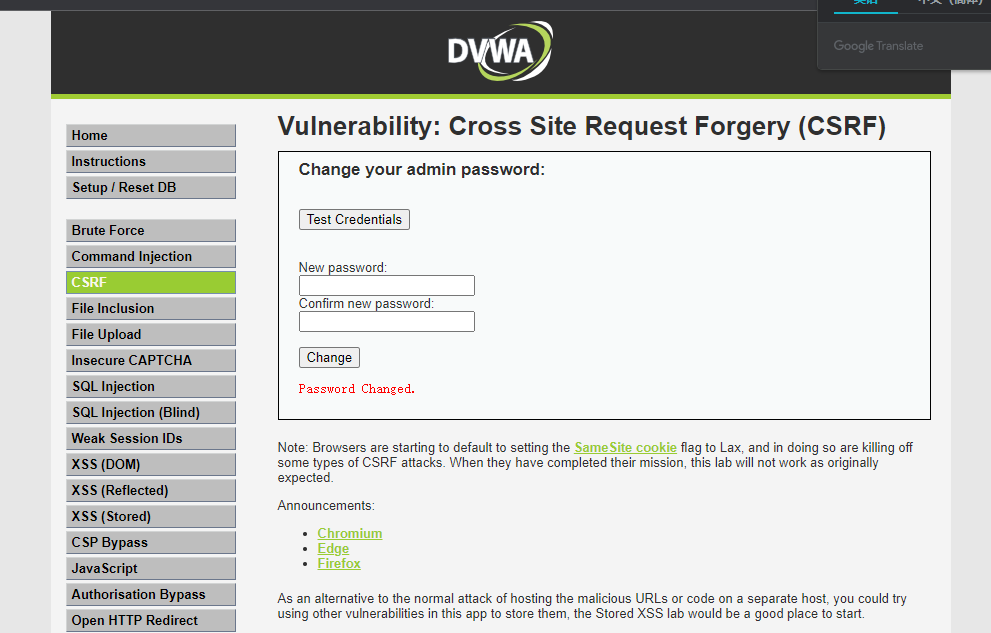 英语
中文（简体）
Google Translate
DVWA
Vulnerability: Cross Site Request Forgery (CSRF)
Home
Instructions
Setup / Reset DB
Brute Force
Command Injection
CSRF
File Inclusion
File Upload
Insecure CAPTCHA
SQL Injection
SQL Injection (Blind)
Weak Session IDs
XSS (DOM)
XSS (Reflected)
XSS (Stored)
CSP Bypass
JavaScript
Authorisation Bypass
Open HTTP Redirect
Change your admin password:
Test Credentials
New password:
Confirm new password:
Change
Password Changed.
Note: Browsers are starting to default to setting the SameSite cookie flag to Lax, and in doing so are killing off
some types of CSRF attacks. When they have completed their mission, this lab will not work as originally
expected.
Announcements:
Chromium
Edge
Firefox
As an alternative to the normal attack of hosting the malicious URLs or code on a separate host, you could try
using other vulnerabilities in this app to store them, the Stored XSS lab would be a good place to start.